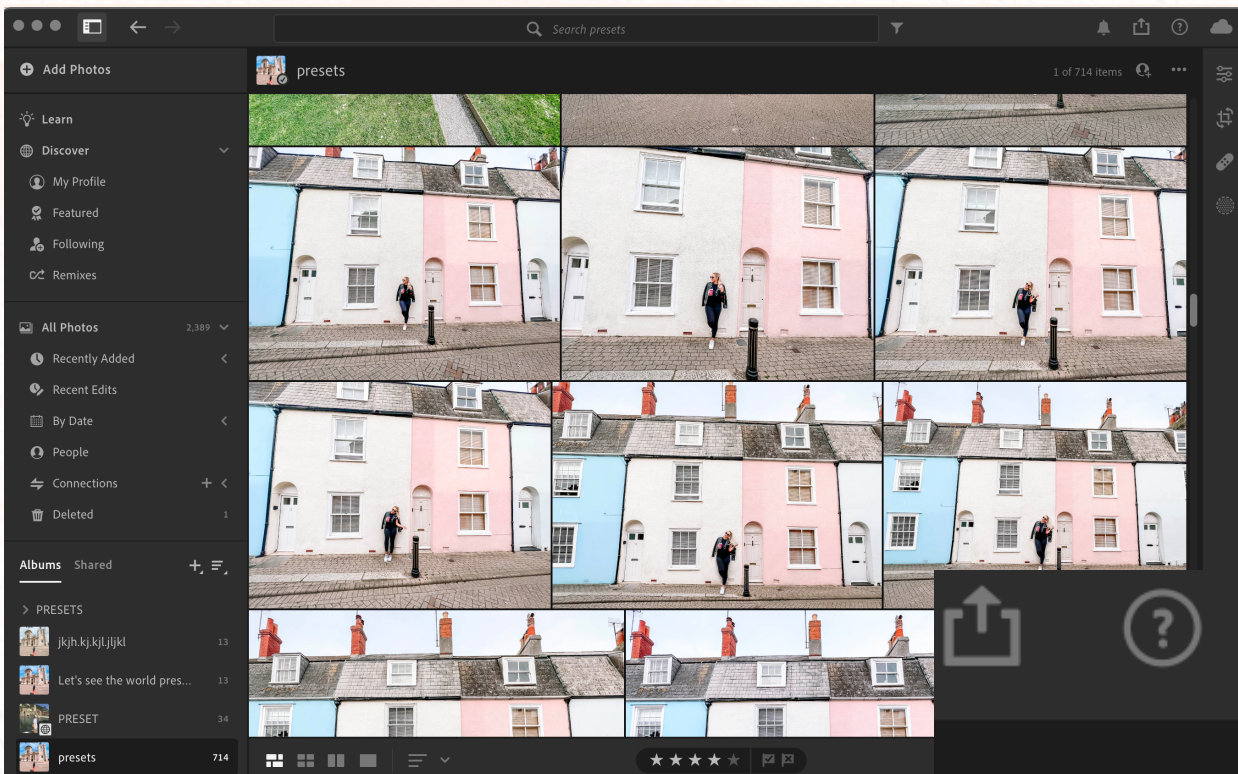 Search presets
Add Photos
presets
1 of 714 items
Learn
Discover
My Profile
Featured
Following
Remixes
All Photos 2,389
Recently Added
Recent Edits
By Date
People
Connections
Deleted 1
Albums Shared
PRESETS
jkjh.kj.kjl.jljkl 13
Let's see the world pres... 13
PRESET 34
presets 714